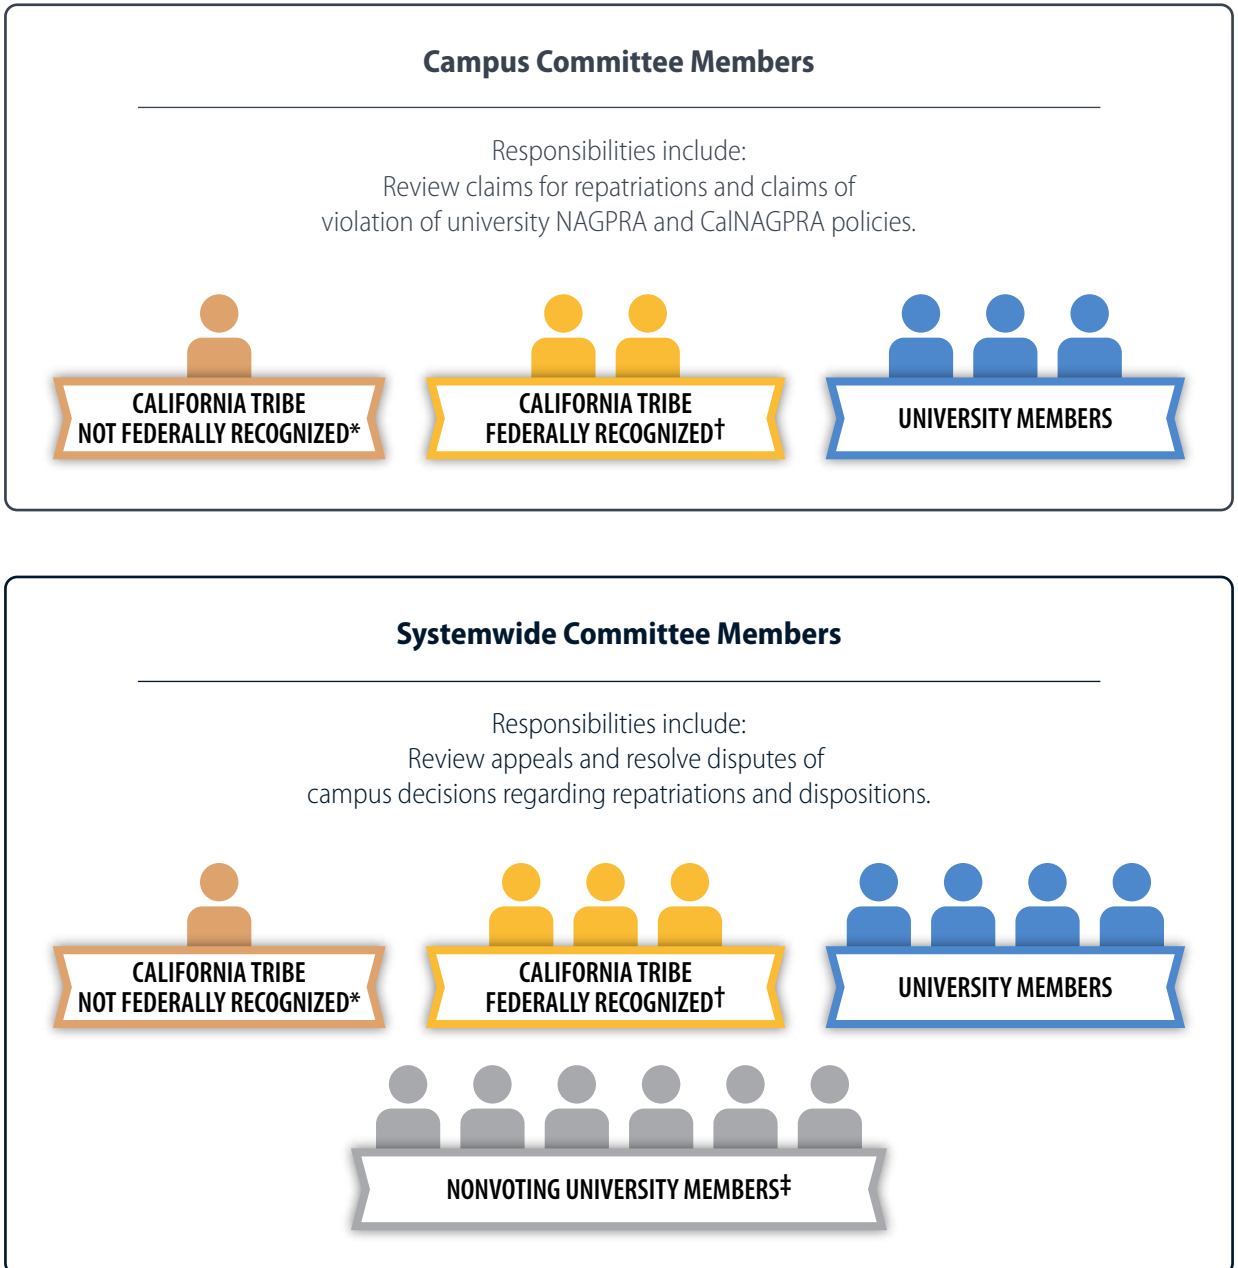 Campus Committee Members
Responsibilities include:
Review claims for repatriations and claims of
violation of university NAGPRA and CalNAGPRA policies.
CALIFORNIA TRIBE
NOT FEDERALLY RECOGNIZED*
CALIFORNIA TRIBE
FEDERALLY RECOGNIZED†
UNIVERSITY MEMBERS
Systemwide Committee Members
Responsibilities include:
Review appeals and resolve disputes of
campus decisions regarding repatriations and dispositions.
CALIFORNIA TRIBE
NOT FEDERALLY RECOGNIZED*
CALIFORNIA TRIBE
FEDERALLY RECOGNIZED†
UNIVERSITY MEMBERS
NONVOTING UNIVERSITY MEMBERS‡